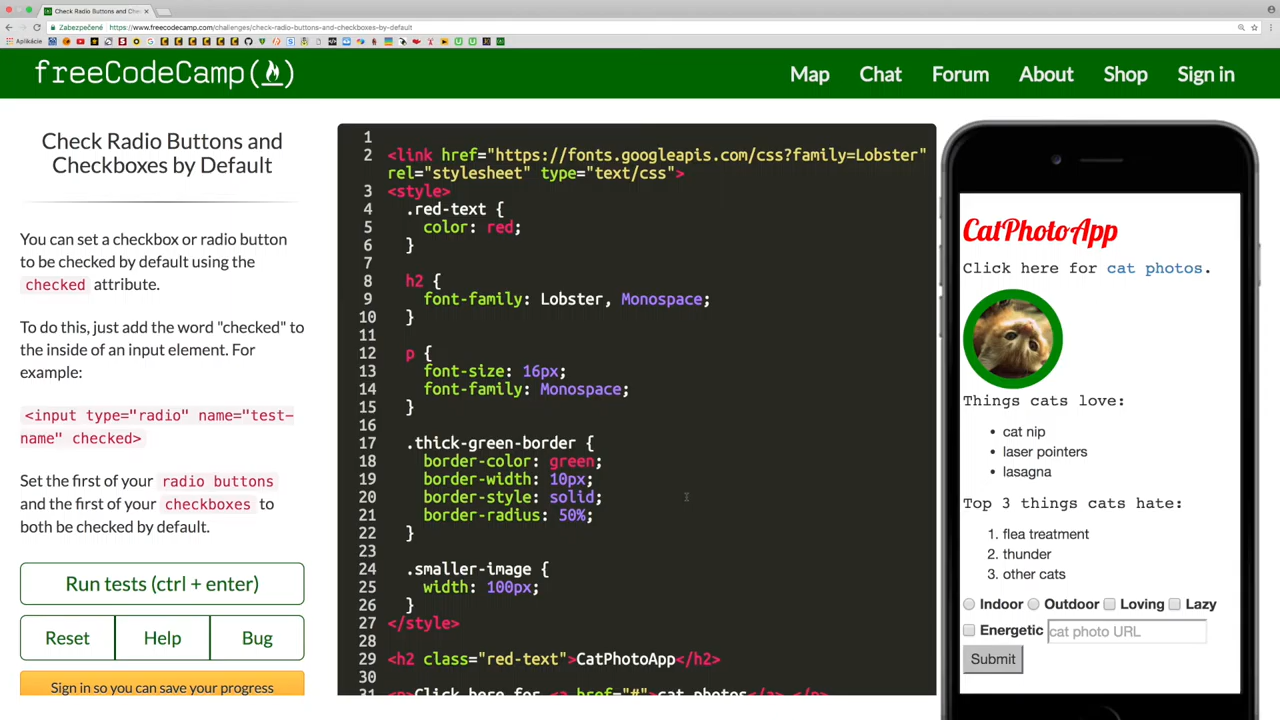 Check Radio Buttons and Chec
Zabezpečené https://www.freecodecamp.com/challenges/check-radio-buttons-and-checkboxes-by-default
Aplikácie
freeCodeCamp
Map Chat Forum About Shop Sign in
Check Radio Buttons and
Checkboxes by Default
You can set a checkbox or radio button
to be checked by default using the
checked attribute.
To do this, just add the word "checked" to
the inside of an input element. For
example:
<input type="radio" name="test-
name" checked>
Set the first of your radio buttons
and the first of your checkboxes to
both be checked by default.
Run tests (ctrl + enter)
Reset Help Bug
Sign in so you can save your progress
1
2 <link href="https://fonts.googleapis.com/css?family=Lobster"
rel="stylesheet" type="text/css">
3 <style>
4 .red-text {
5 color: red;
6 }
7
8 h2 {
9 font-family: Lobster, Monospace;
10 }
11
12 p {
13 font-size: 16px;
14 font-family: Monospace;
15 }
16
17 .thick-green-border {
18 border-color: green;
19 border-width: 10px;
20 border-style: solid;
21 border-radius: 50%;
22 }
23
24 .smaller-image {
25 width: 100px;
26 }
27 </style>
28
29 <h2 class="red-text">CatPhotoApp</h2>
30
31 <p>Click here for <a href="#">cat photos</a>.</p>
CatPhotoApp
Click here for cat photos.
Things cats love:
• cat nip
• laser pointers
• lasagna
Top 3 things cats hate:
1. flea treatment
2. thunder
3. other cats
Indoor Outdoor Loving Lazy
Energetic cat photo URL
Submit